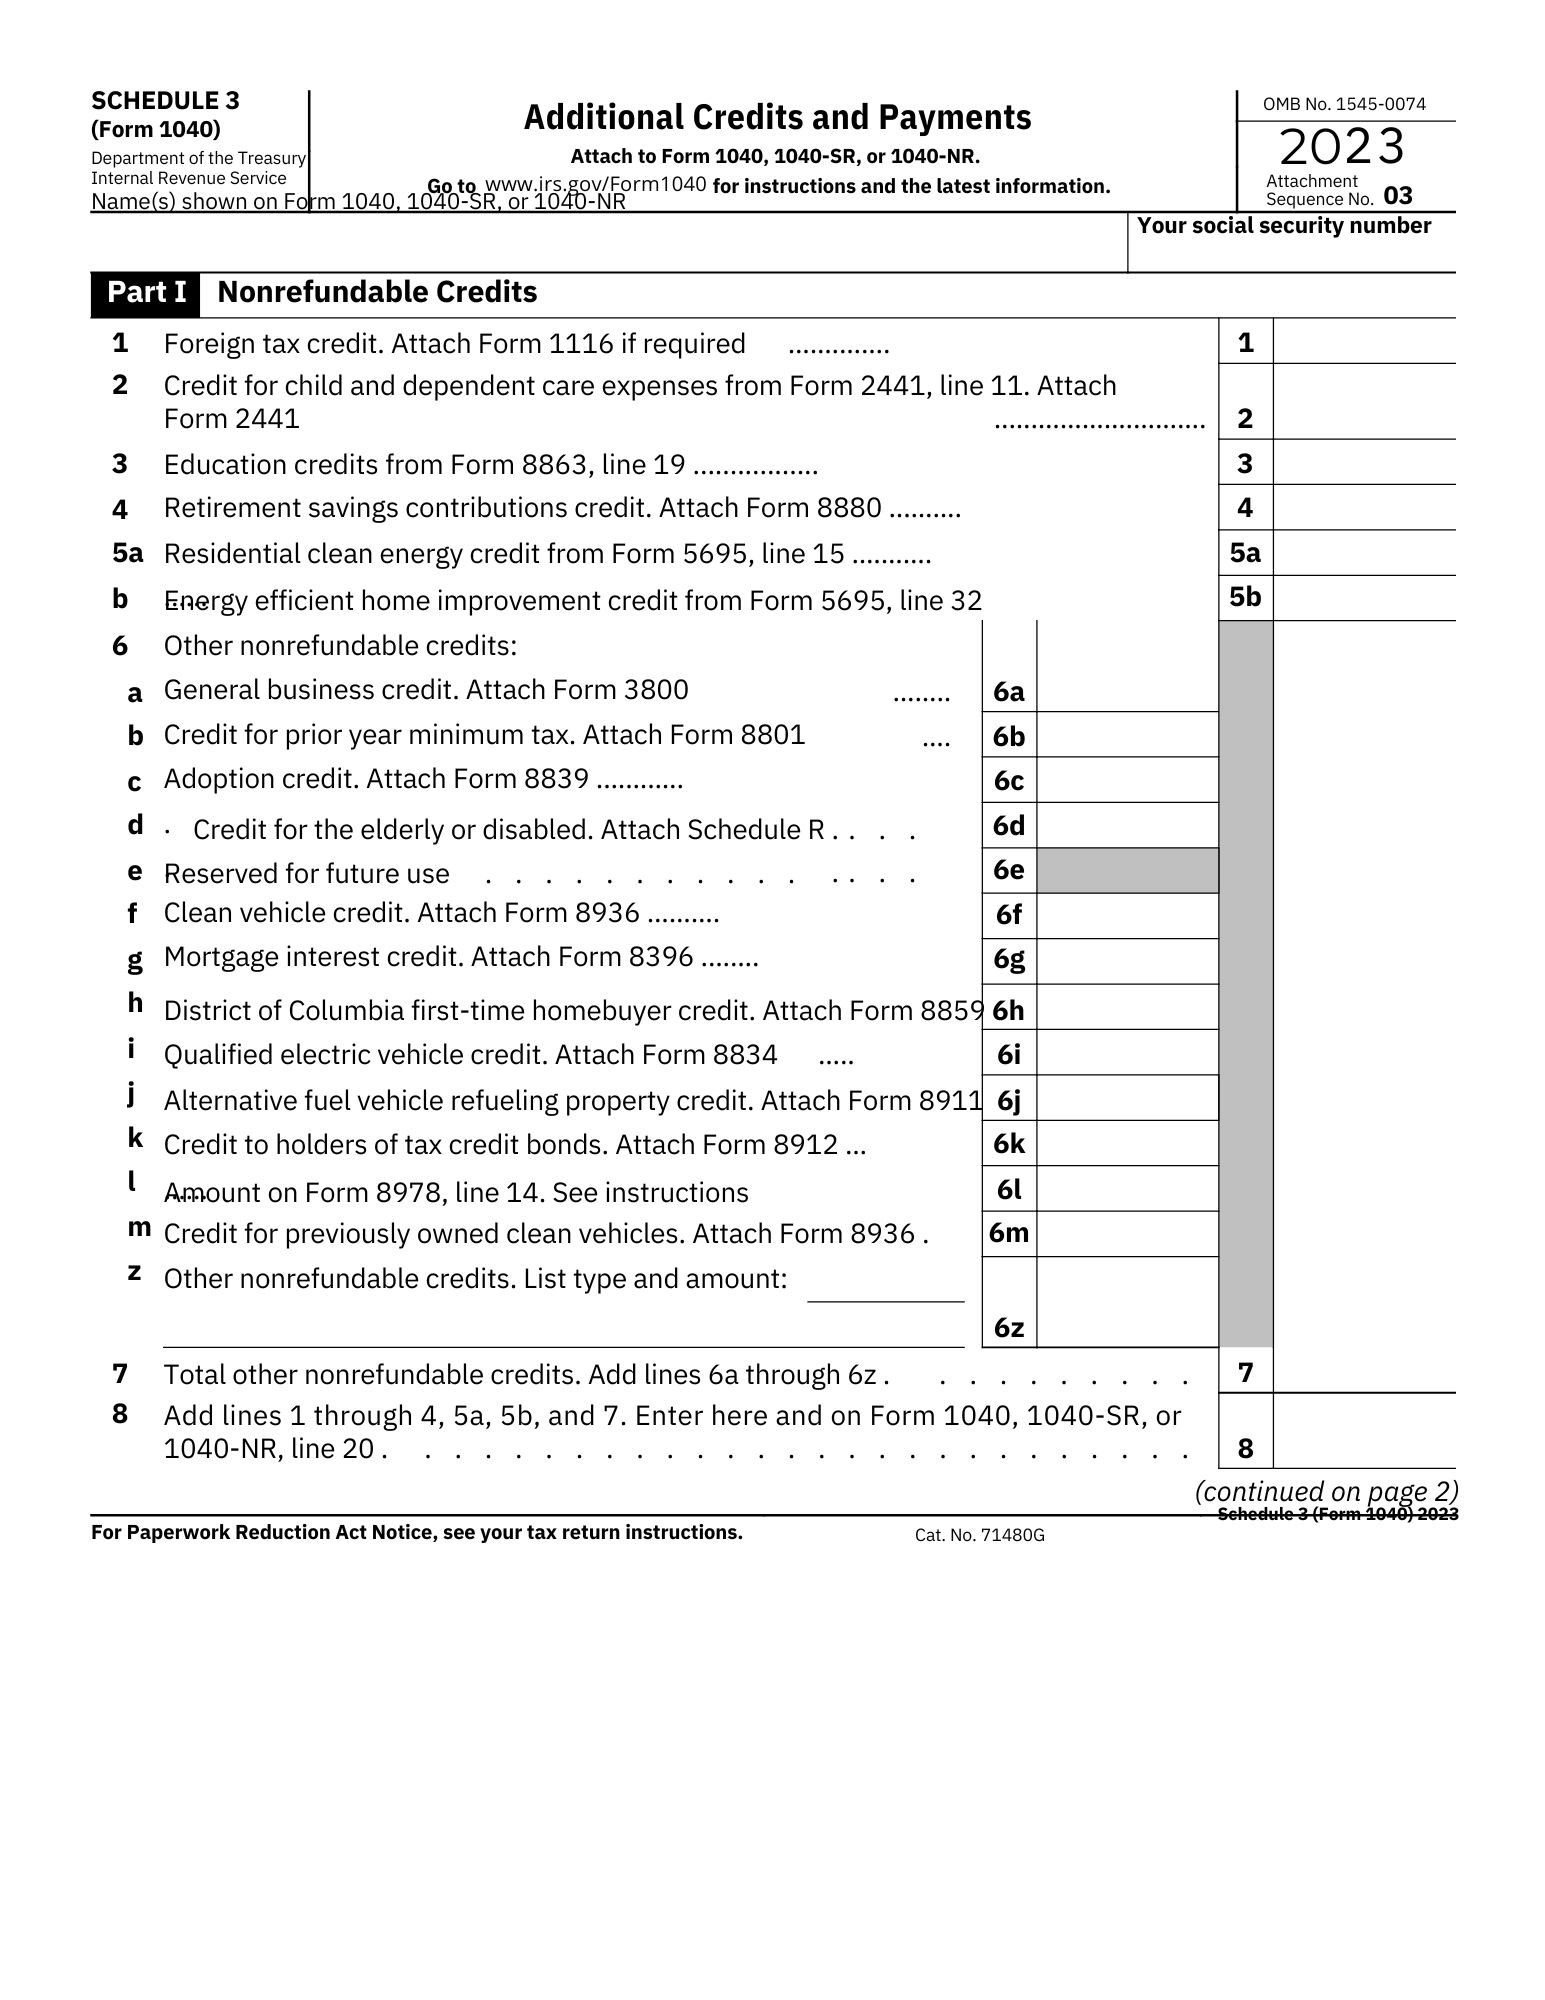 SCHEDULE 3
(Form 1040)
Department of the Treasury
Internal Revenue Service
Additional Credits and Payments
Attach to Form 1040, 1040-SR, or 1040-NR.
Go to www.irs.gov/Form1040 for instructions and the latest information.
OMB No. 1545-0074
2023
Attachment
Sequence No. 03
Name(s) shown on Form 1040, 1040-SR, or 1040-NR
Your social security number
Part I Nonrefundable Credits
1 Foreign tax credit. Attach Form 1116 if required .............. 1
2 Credit for child and dependent care expenses from Form 2441, line 11. Attach
Form 2441 ............................. 2
3 Education credits from Form 8863, line 19 ................. 3
4 Retirement savings contributions credit. Attach Form 8880 .......... 4
5a Residential clean energy credit from Form 5695, line 15 ........... 5a
b Energy efficient home improvement credit from Form 5695, line 32 ...... 5b
6 Other nonrefundable credits:
a General business credit. Attach Form 3800 ........ 6a
b Credit for prior year minimum tax. Attach Form 8801 .... 6b
c Adoption credit. Attach Form 8839 ............ 6c
d . Credit for the elderly or disabled. Attach Schedule R . . . . 6d
e Reserved for future use . . . . . . . . . . . . . . . 6e
f Clean vehicle credit. Attach Form 8936 .......... 6f
g Mortgage interest credit. Attach Form 8396 ........ 6g
h District of Columbia first-time homebuyer credit. Attach Form 8859 6h
i Qualified electric vehicle credit. Attach Form 8834 ..... 6i
j Alternative fuel vehicle refueling property credit. Attach Form 8911 6j
k Credit to holders of tax credit bonds. Attach Form 8912 ... 6k
l Amount on Form 8978, line 14. See instructions ...... 6l
m Credit for previously owned clean vehicles. Attach Form 8936 . 6m
z Other nonrefundable credits. List type and amount:
6z
7 Total other nonrefundable credits. Add lines 6a through 6z . . . . . . . . . . 7
8 Add lines 1 through 4, 5a, 5b, and 7. Enter here and on Form 1040, 1040-SR, or
1040-NR, line 20 . . . . . . . . . . . . . . . . . . . . . . . . . . . 8
(continued on page 2)
For Paperwork Reduction Act Notice, see your tax return instructions. Cat. No. 71480G Schedule 3 (Form 1040) 2023